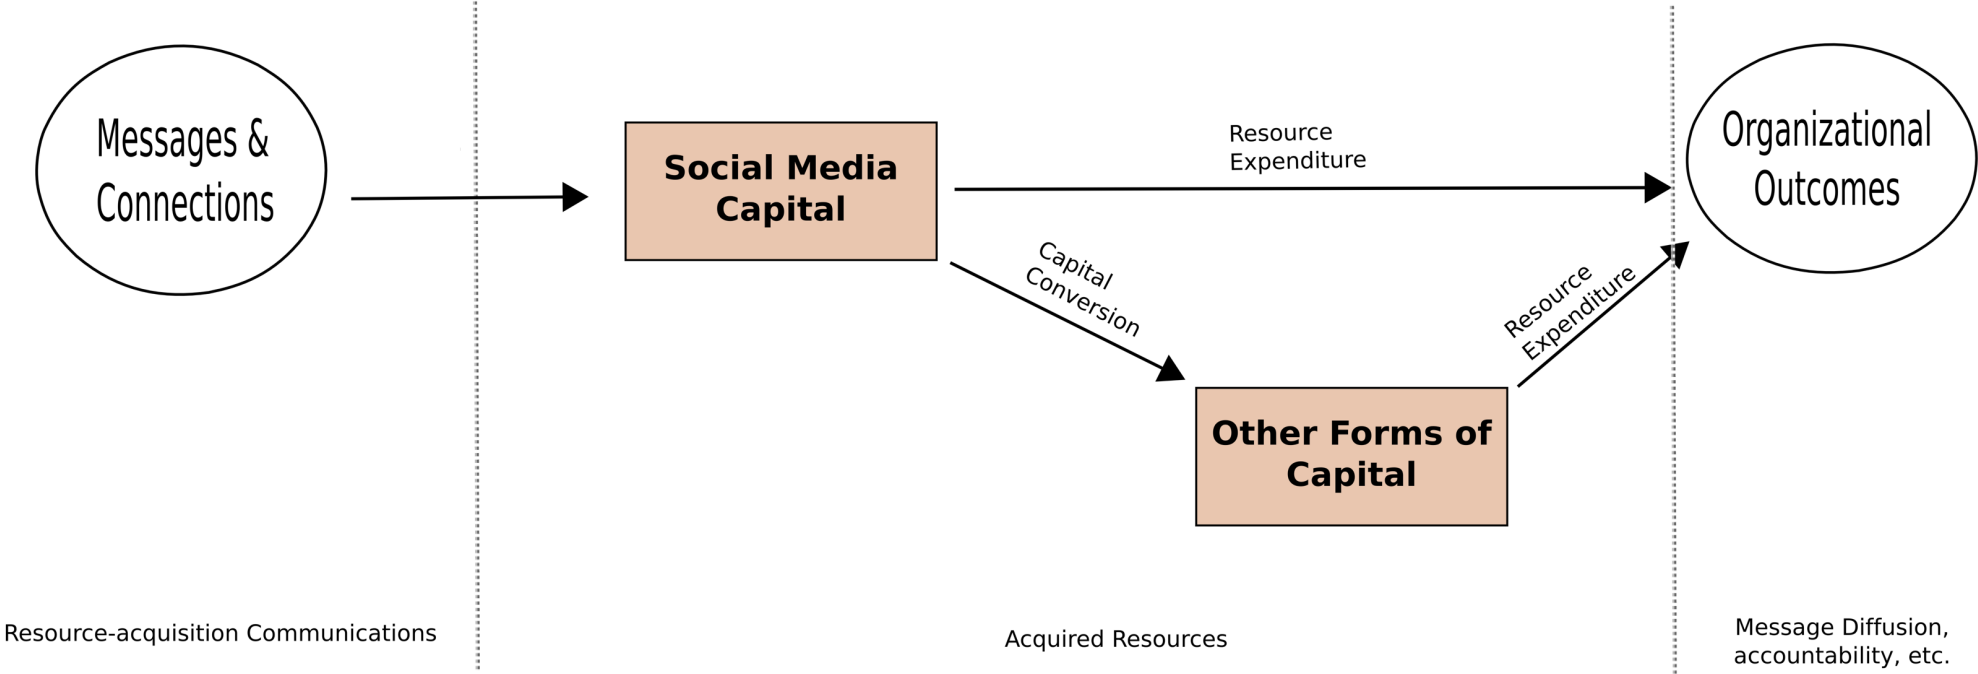 Messages &
Connections
Social Media
Capital
Resource
Expenditure
Organizational
Outcomes
Capital
Conversion
Resource
Expenditure
Other Forms of
Capital
Resource-acquisition Communications
Acquired Resources
Message Diffusion,
accountability, etc.